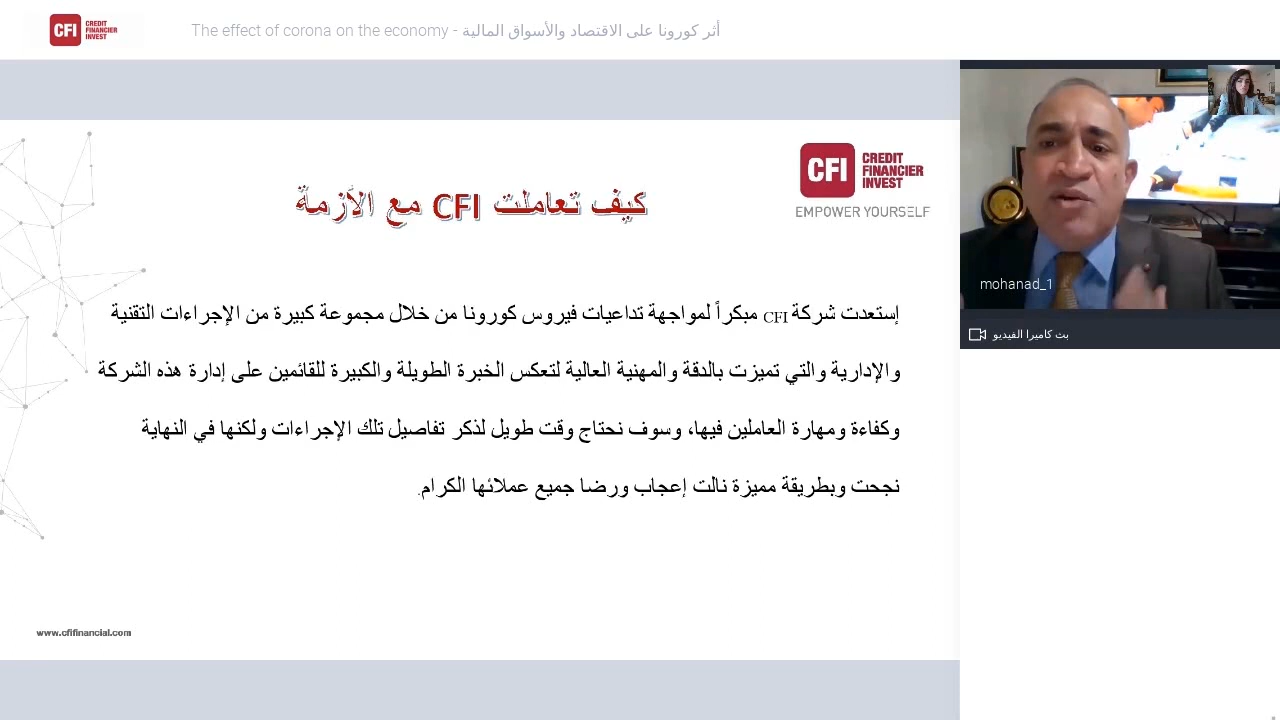 CFI CREDIT
FINANCIER
INVEST
The effect of corona on the economy - أثر كورونا على الاقتصاد والأسواق المالية
CFI CREDIT
FINANCIER
INVEST
EMPOWER YOURSELF
كيف تعاملت CFI مع الأزمة
إستعدت شركة CFI مبكراً لمواجهة تداعيات فيروس كورونا من خلال مجموعة كبيرة من الإجراءات التقنية
والإدارية والتي تميزت بالدقة والمهنية العالية لتعكس الخبرة الطويلة والكبيرة للقائمين على إدارة هذه الشركة
وكفاءة ومهارة العاملين فيها، وسوف نحتاج وقت طويل لذكر تفاصيل تلك الإجراءات ولكنها في النهاية
نجحت وبطريقة مميزة نالت إعجاب ورضا جميع عملائها الكرام.
www.cfifinancial.com
mohanad_1
بث كاميرا الفيديو